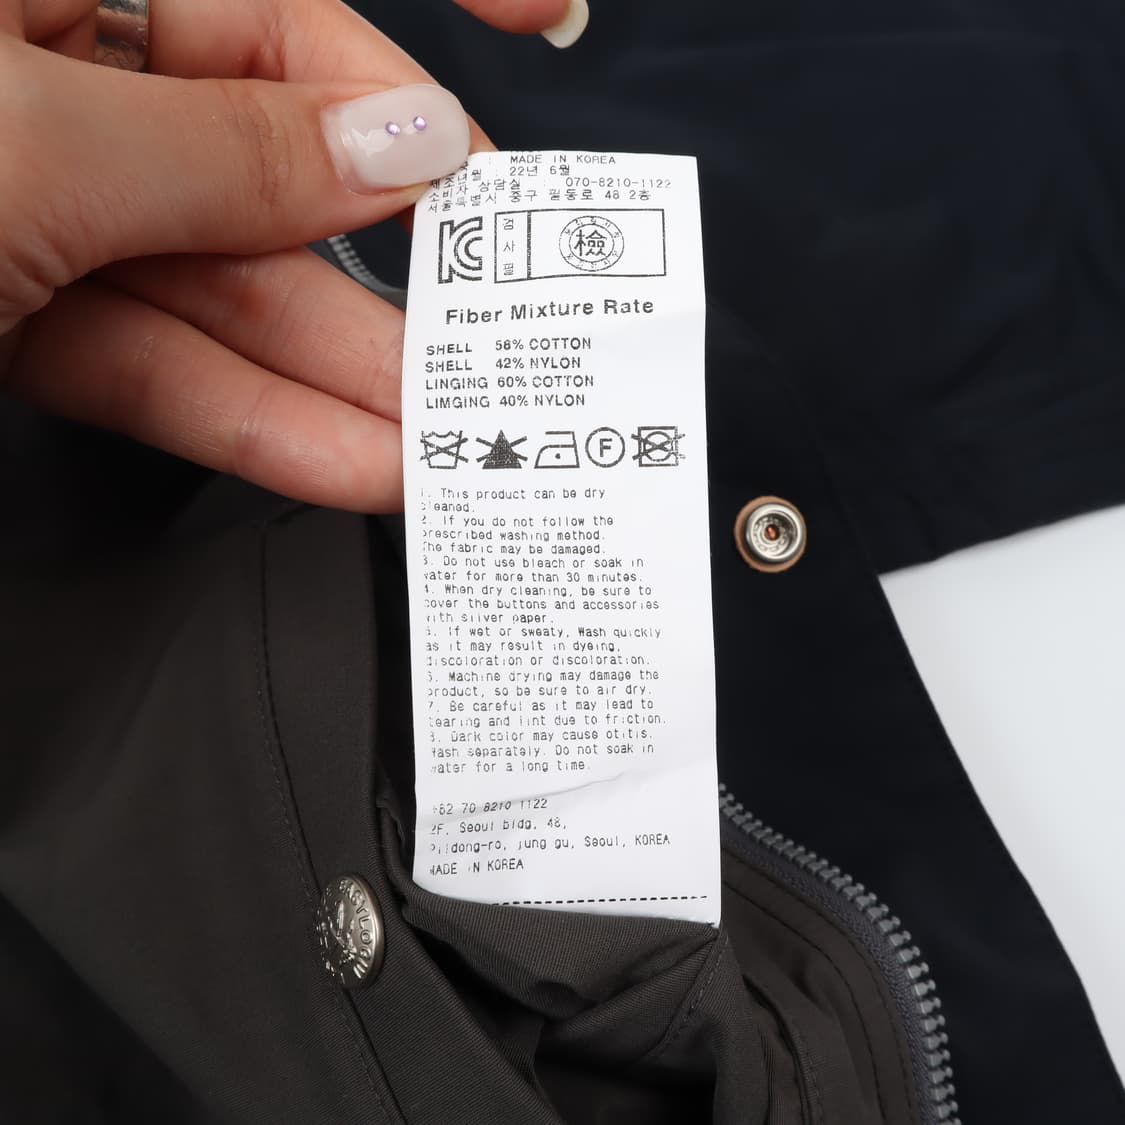 : MADE IN KOREA
: 22년 6월
상담실 : 070-8210-1122
중구 필동로 48 2층
KC
검사필
檢
Fiber Mixture Rate
SHELL 58% COTTON
SHELL 42% NYLON
LINGING 60% COTTON
LIMGING 40% NYLON
F
1. This product can be dry
cleaned.
2. If you do not follow the
prescribed washing method.
The fabric may be damaged.
3. Do not use bleach or soak in
water for more than 30 minutes.
4. When dry cleaning, be sure to
cover the buttons and accessories
with silver paper.
5. If wet or sweaty, Wash quickly
as it may result in dyeing,
discoloration or discoloration.
6. Machine drying may damage the
product, so be sure to air dry.
7. Be careful as it may lead to
tearing and lint due to friction.
8. Dark color may cause otitis.
Wash separately. Do not soak in
water for a long time.
+82 70 8210 1122
2F, Seoul bldg, 48,
Pildong-ro, jung gu, Seoul, KOREA
MADE IN KOREA
EASTLOGIN